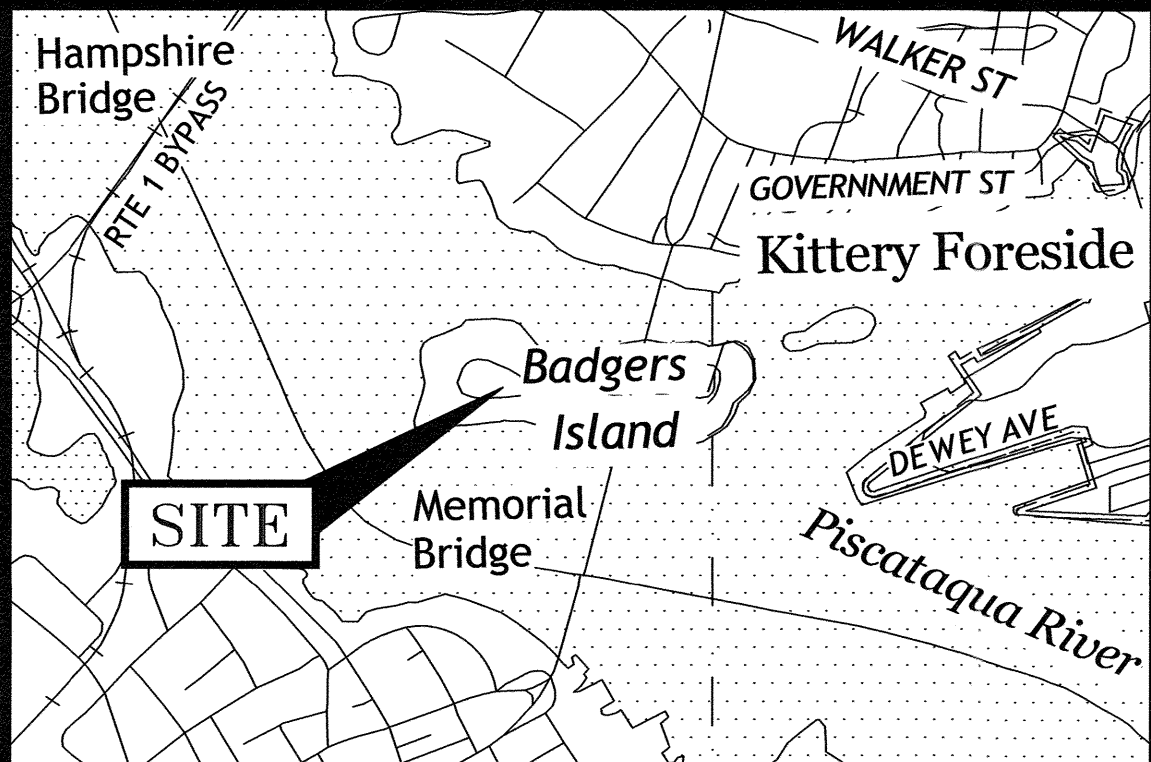 Hampshire
Bridge
RTE 1 BYPASS
WALKER ST
GOVERNNMENT ST
Kittery Foreside
Badgers
Island
DEWEY AVE
SITE
Memorial
Bridge
Piscataqua River